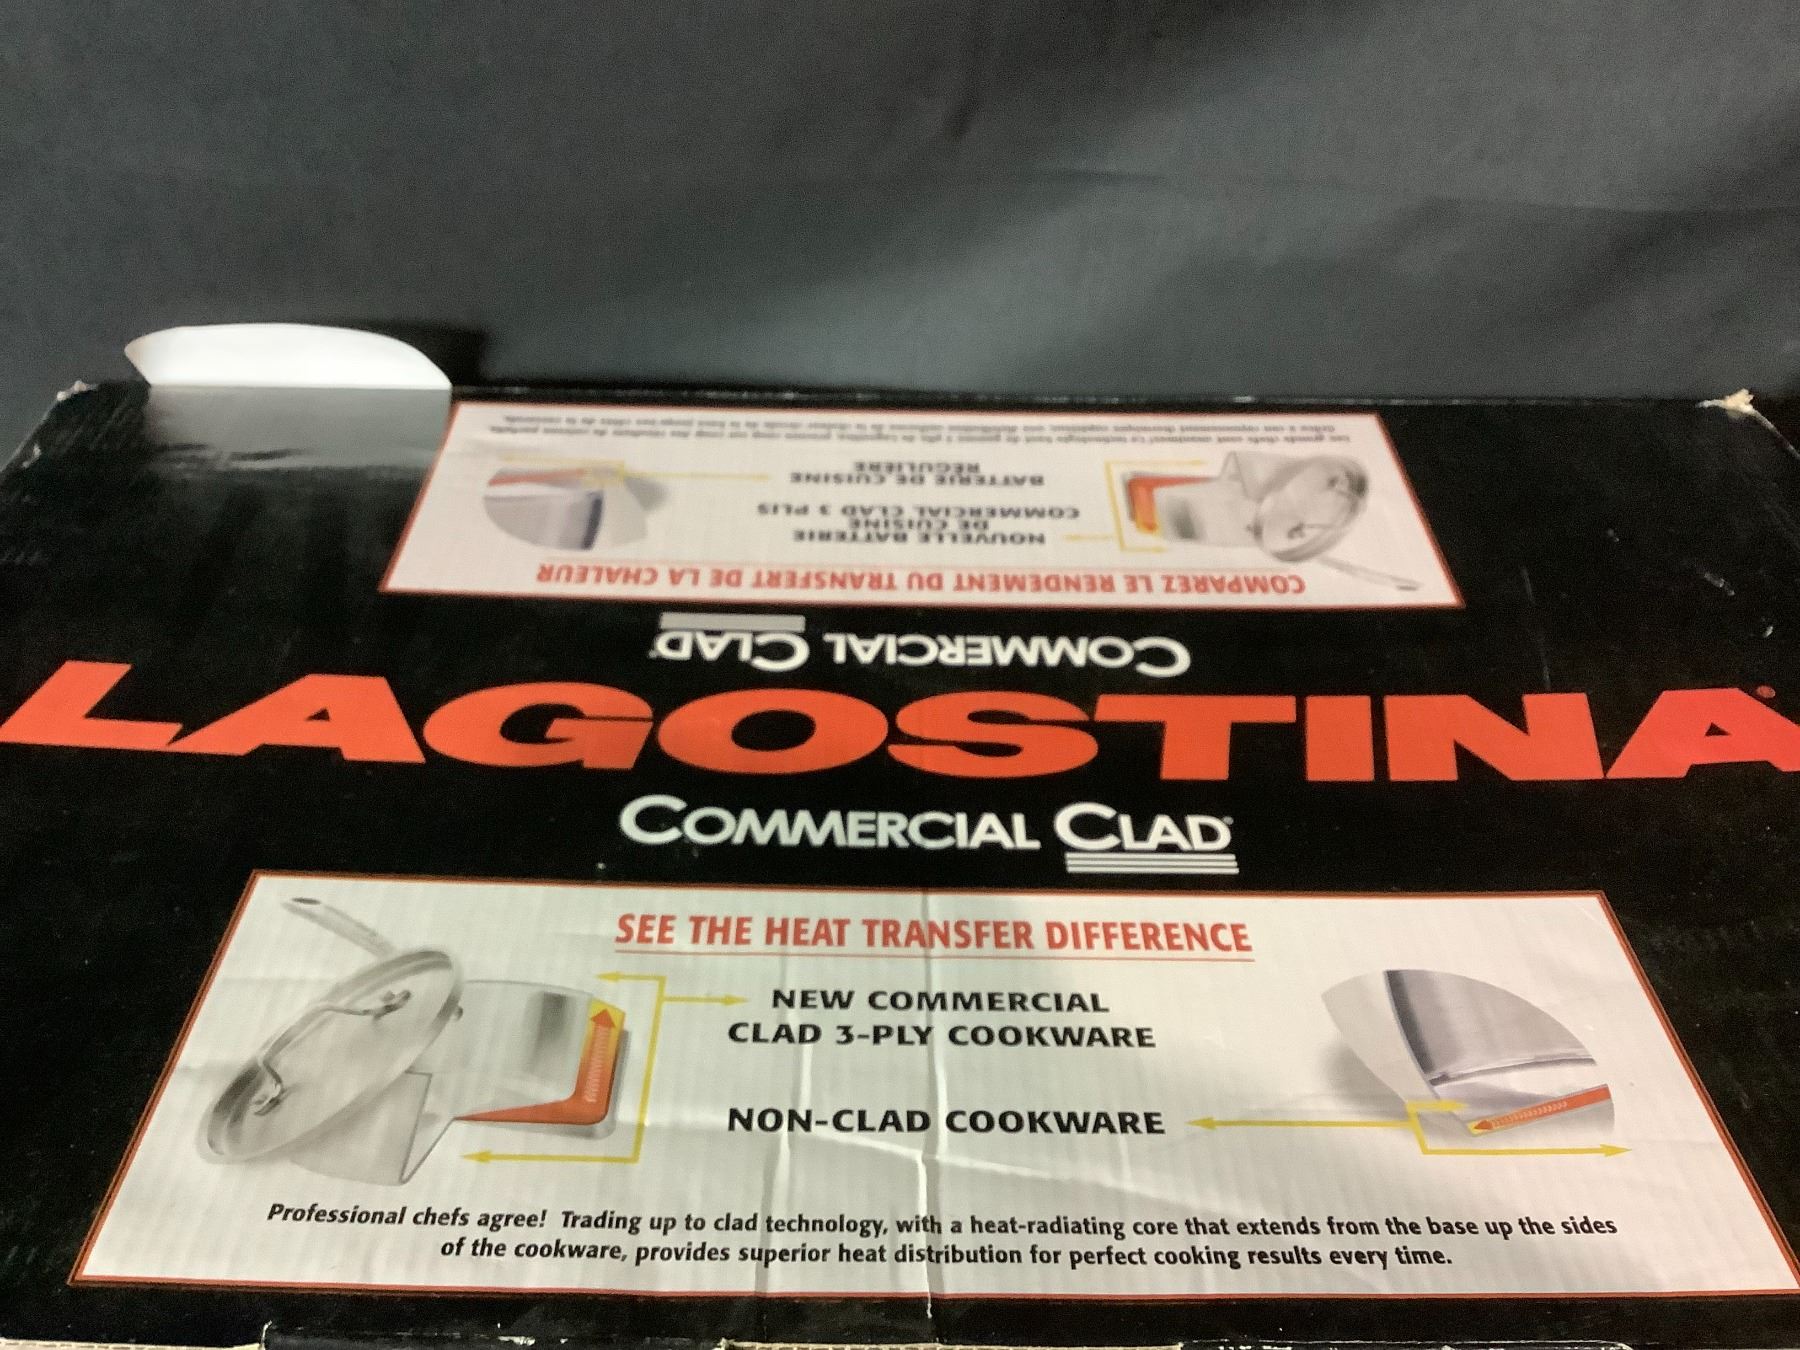 LAGOSTINA®
COMMERCIAL CLAD®
SEE THE HEAT TRANSFER DIFFERENCE
NEW COMMERCIAL
CLAD 3-PLY COOKWARE
NON-CLAD COOKWARE
Professional chefs agree! Trading up to clad technology, with a heat-radiating core that extends from the base up the sides
of the cookware, provides superior heat distribution for perfect cooking results every time.
COMMERCIAL CLAD®
COMPAREZ LE RENDEMENT DU TRANSFERT DE LA CHALEUR
NOUVELLE BATTERIE
DE CUISINE
COMMERCIAL CLAD 3 PLIS
BATTERIE DE CUISINE
RÉGULIÈRE